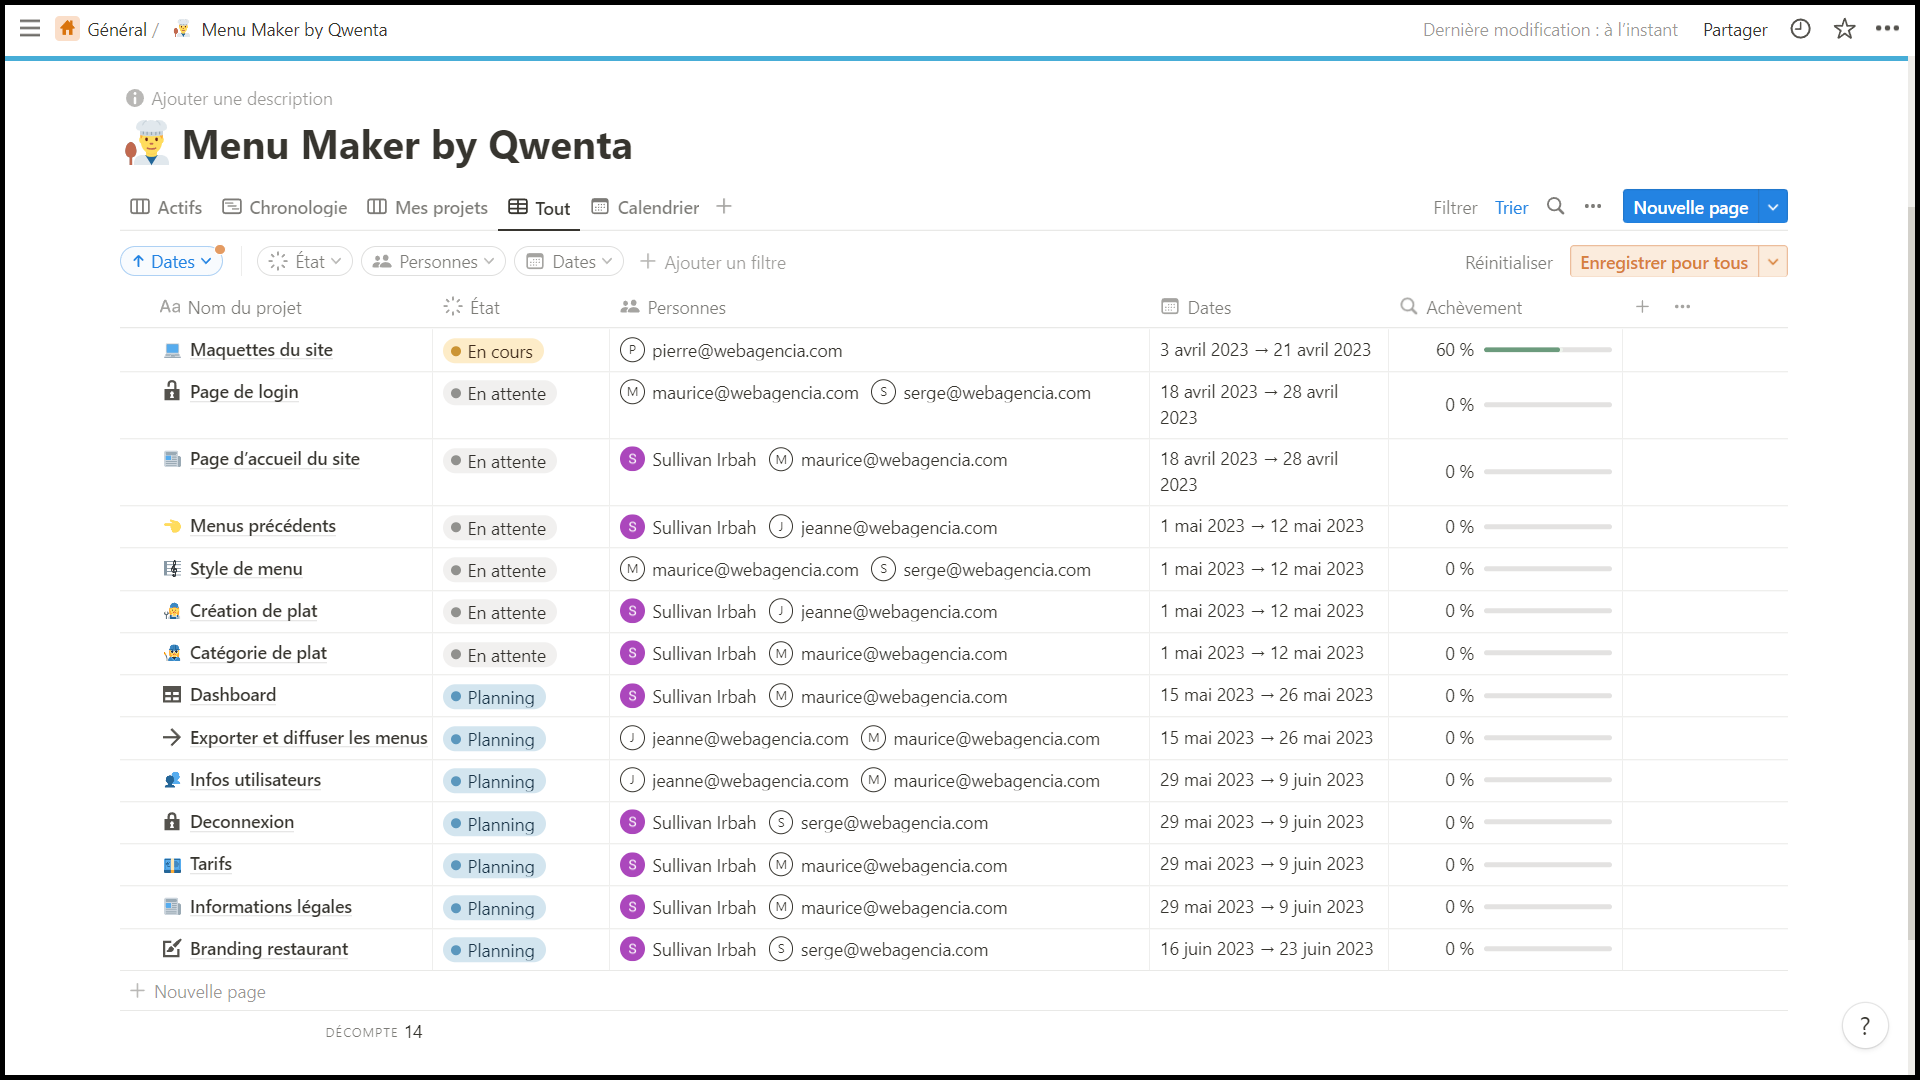 Général / Menu Maker by Qwenta Dernière modification : à l'instant Partager
Ajouter une description
Menu Maker by Qwenta
Actifs Chronologie Mes projets Tout Calendrier Filtrer Trier Nouvelle page
Dates État Personnes Dates Ajouter un filtre Réinitialiser Enregistrer pour tous
Aa Nom du projet État Personnes Dates Achèvement
Maquettes du site En cours P pierre@webagencia.com 3 avril 2023 → 21 avril 2023 60 %
Page de login En attente M maurice@webagencia.com S serge@webagencia.com 18 avril 2023 → 28 avril 2023 0 %
Page d'accueil du site En attente S Sullivan Irbah M maurice@webagencia.com 18 avril 2023 → 28 avril 2023 0 %
Menus précédents En attente S Sullivan Irbah J jeanne@webagencia.com 1 mai 2023 → 12 mai 2023 0 %
Style de menu En attente M maurice@webagencia.com S serge@webagencia.com 1 mai 2023 → 12 mai 2023 0 %
Création de plat En attente S Sullivan Irbah J jeanne@webagencia.com 1 mai 2023 → 12 mai 2023 0 %
Catégorie de plat En attente S Sullivan Irbah M maurice@webagencia.com 1 mai 2023 → 12 mai 2023 0 %
Dashboard Planning S Sullivan Irbah M maurice@webagencia.com 15 mai 2023 → 26 mai 2023 0 %
Exporter et diffuser les menus Planning J jeanne@webagencia.com M maurice@webagencia.com 15 mai 2023 → 26 mai 2023 0 %
Infos utilisateurs Planning J jeanne@webagencia.com M maurice@webagencia.com 29 mai 2023 → 9 juin 2023 0 %
Deconnexion Planning S Sullivan Irbah S serge@webagencia.com 29 mai 2023 → 9 juin 2023 0 %
Tarifs Planning S Sullivan Irbah M maurice@webagencia.com 29 mai 2023 → 9 juin 2023 0 %
Informations légales Planning S Sullivan Irbah M maurice@webagencia.com 29 mai 2023 → 9 juin 2023 0 %
Branding restaurant Planning S Sullivan Irbah S serge@webagencia.com 16 juin 2023 → 23 juin 2023 0 %
Nouvelle page
DÉCOMPTE 14
?